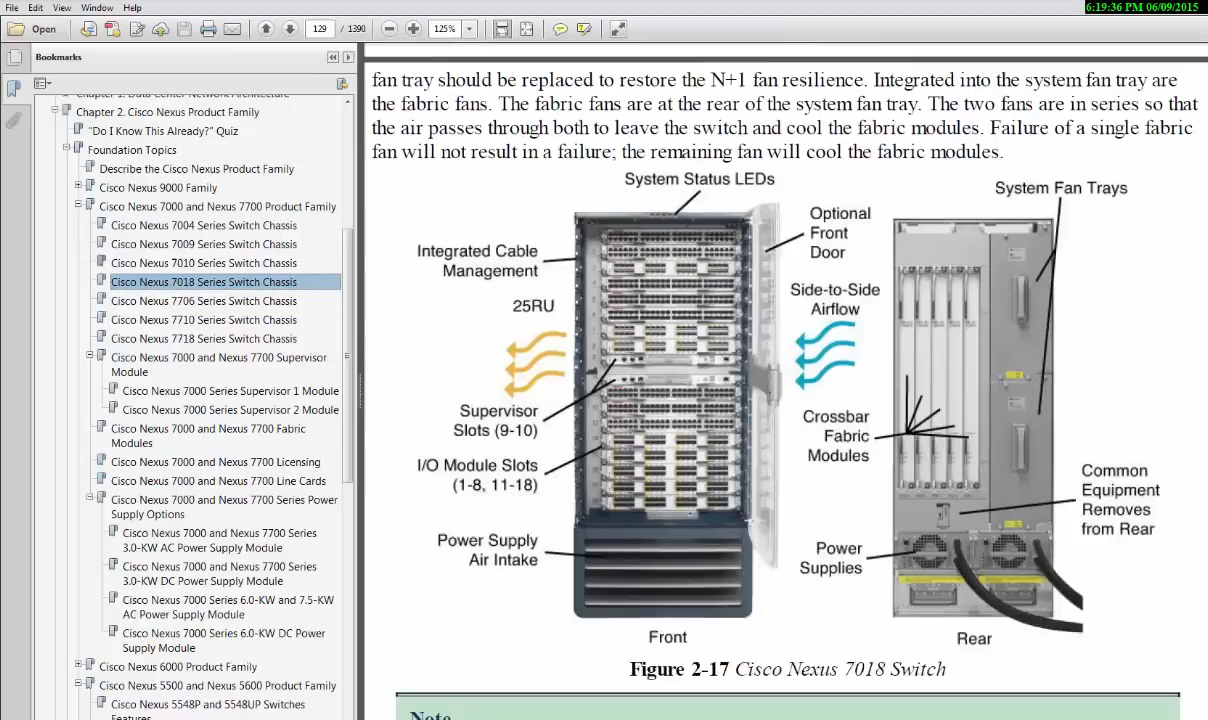 File Edit View Window Help
6:19:36 PM 06/09/2015
Open
129 / 1390
125%
Bookmarks
Chapter 2. Cisco Nexus Product Family
"Do I Know This Already?" Quiz
Foundation Topics
Describe the Cisco Nexus Product Family
Cisco Nexus 9000 Family
Cisco Nexus 7000 and Nexus 7700 Product Family
Cisco Nexus 7004 Series Switch Chassis
Cisco Nexus 7009 Series Switch Chassis
Cisco Nexus 7010 Series Switch Chassis
Cisco Nexus 7018 Series Switch Chassis
Cisco Nexus 7706 Series Switch Chassis
Cisco Nexus 7710 Series Switch Chassis
Cisco Nexus 7718 Series Switch Chassis
Cisco Nexus 7000 and Nexus 7700 Supervisor
Module
Cisco Nexus 7000 Series Supervisor 1 Module
Cisco Nexus 7000 Series Supervisor 2 Module
Cisco Nexus 7000 and Nexus 7700 Fabric
Modules
Cisco Nexus 7000 and Nexus 7700 Licensing
Cisco Nexus 7000 and Nexus 7700 Line Cards
Cisco Nexus 7000 and Nexus 7700 Series Power
Supply Options
Cisco Nexus 7000 and Nexus 7700 Series
3.0-KW AC Power Supply Module
Cisco Nexus 7000 and Nexus 7700 Series
3.0-KW DC Power Supply Module
Cisco Nexus 7000 Series 6.0-KW and 7.5-KW
AC Power Supply Module
Cisco Nexus 7000 Series 6.0-KW DC Power
Supply Module
Cisco Nexus 6000 Product Family
Cisco Nexus 5500 and Nexus 5600 Product Family
Cisco Nexus 5548P and 5548UP Switches
Features
fan tray should be replaced to restore the N+1 fan resilience. Integrated into the system fan tray are
the fabric fans. The fabric fans are at the rear of the system fan tray. The two fans are in series so that
the air passes through both to leave the switch and cool the fabric modules. Failure of a single fabric
fan will not result in a failure; the remaining fan will cool the fabric modules.
System Status LEDs
Integrated Cable
Management
25RU
Supervisor
Slots (9-10)
I/O Module Slots
(1-8, 11-18)
Power Supply
Air Intake
Front
Optional
Front
Door
Side-to-Side
Airflow
System Fan Trays
Crossbar
Fabric
Modules
Power
Supplies
Common
Equipment
Removes
from Rear
Rear
Figure 2-17 Cisco Nexus 7018 Switch
Note